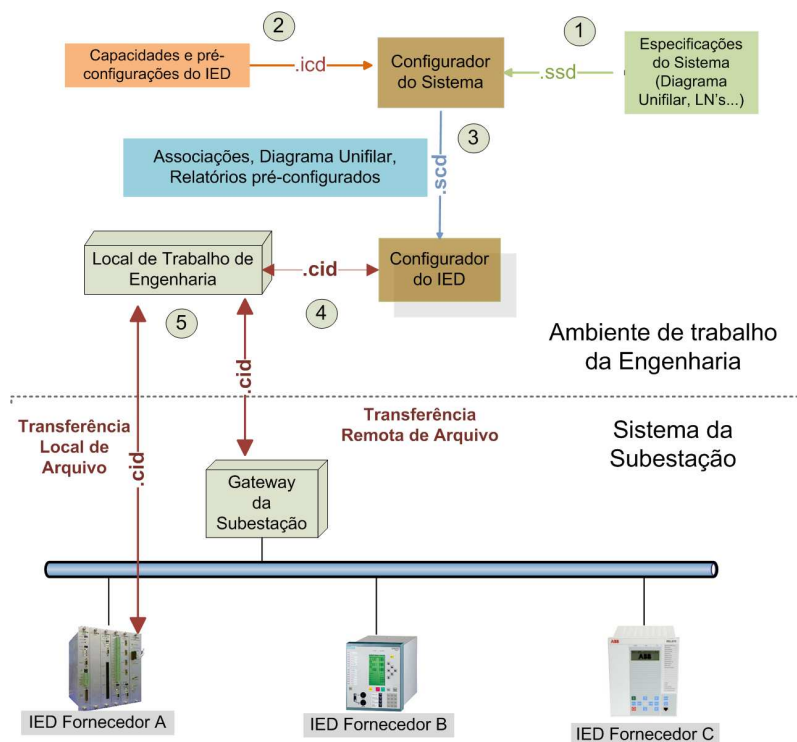 2
1
Capacidades e pré-
configurações do IED
.icd
Configurador
do Sistema
.ssd
Especificações
do Sistema
(Diagrama
Unifilar, LN's...)
3
Associações, Diagrama Unifilar,
Relatórios pré-configurados
.scd
Local de Trabalho de
Engenharia
.cid
Configurador
do IED
5
4
Ambiente de trabalho
da Engenharia
.cid
Transferência
Local de
Arquivo
.cid
Transferência
Remota de Arquivo
Sistema da
Subestação
Gateway
da
Subestação
ABB
ABB
IED Fornecedor A
IED Fornecedor B
IED Fornecedor C